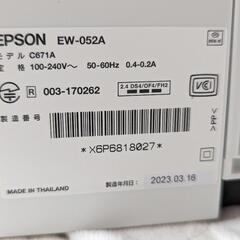 EPSON EW-052A
モデル C671A
定 格 100-240V～ 50-60Hz 0.4-0.2A
R 003-170262
2.4 DS4/OF4/FH2
VCI
製造番号
*X6P6818027*
>PP<
MADE IN THAILAND
製造年月日: 2023.03.16